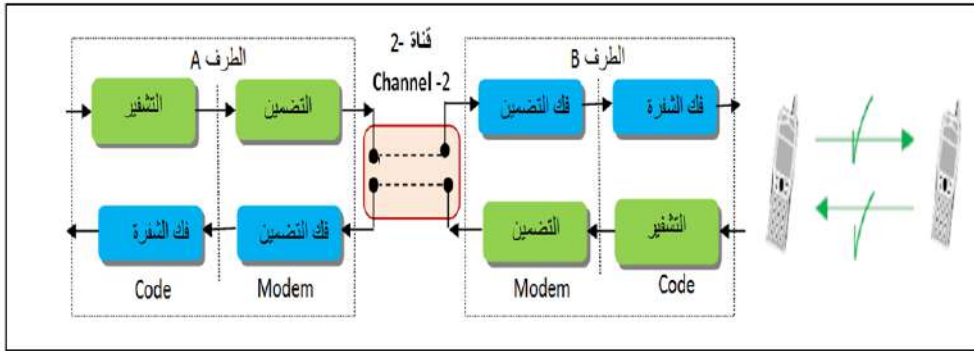 الطرف A
قناة -2
Channel -2
الطرف B
التشفير
التضمين
فك التضمين
فك الشفرة
فك الشفرة
فك التضمين
التضمين
التشفير
Code
Modem
Modem
Code